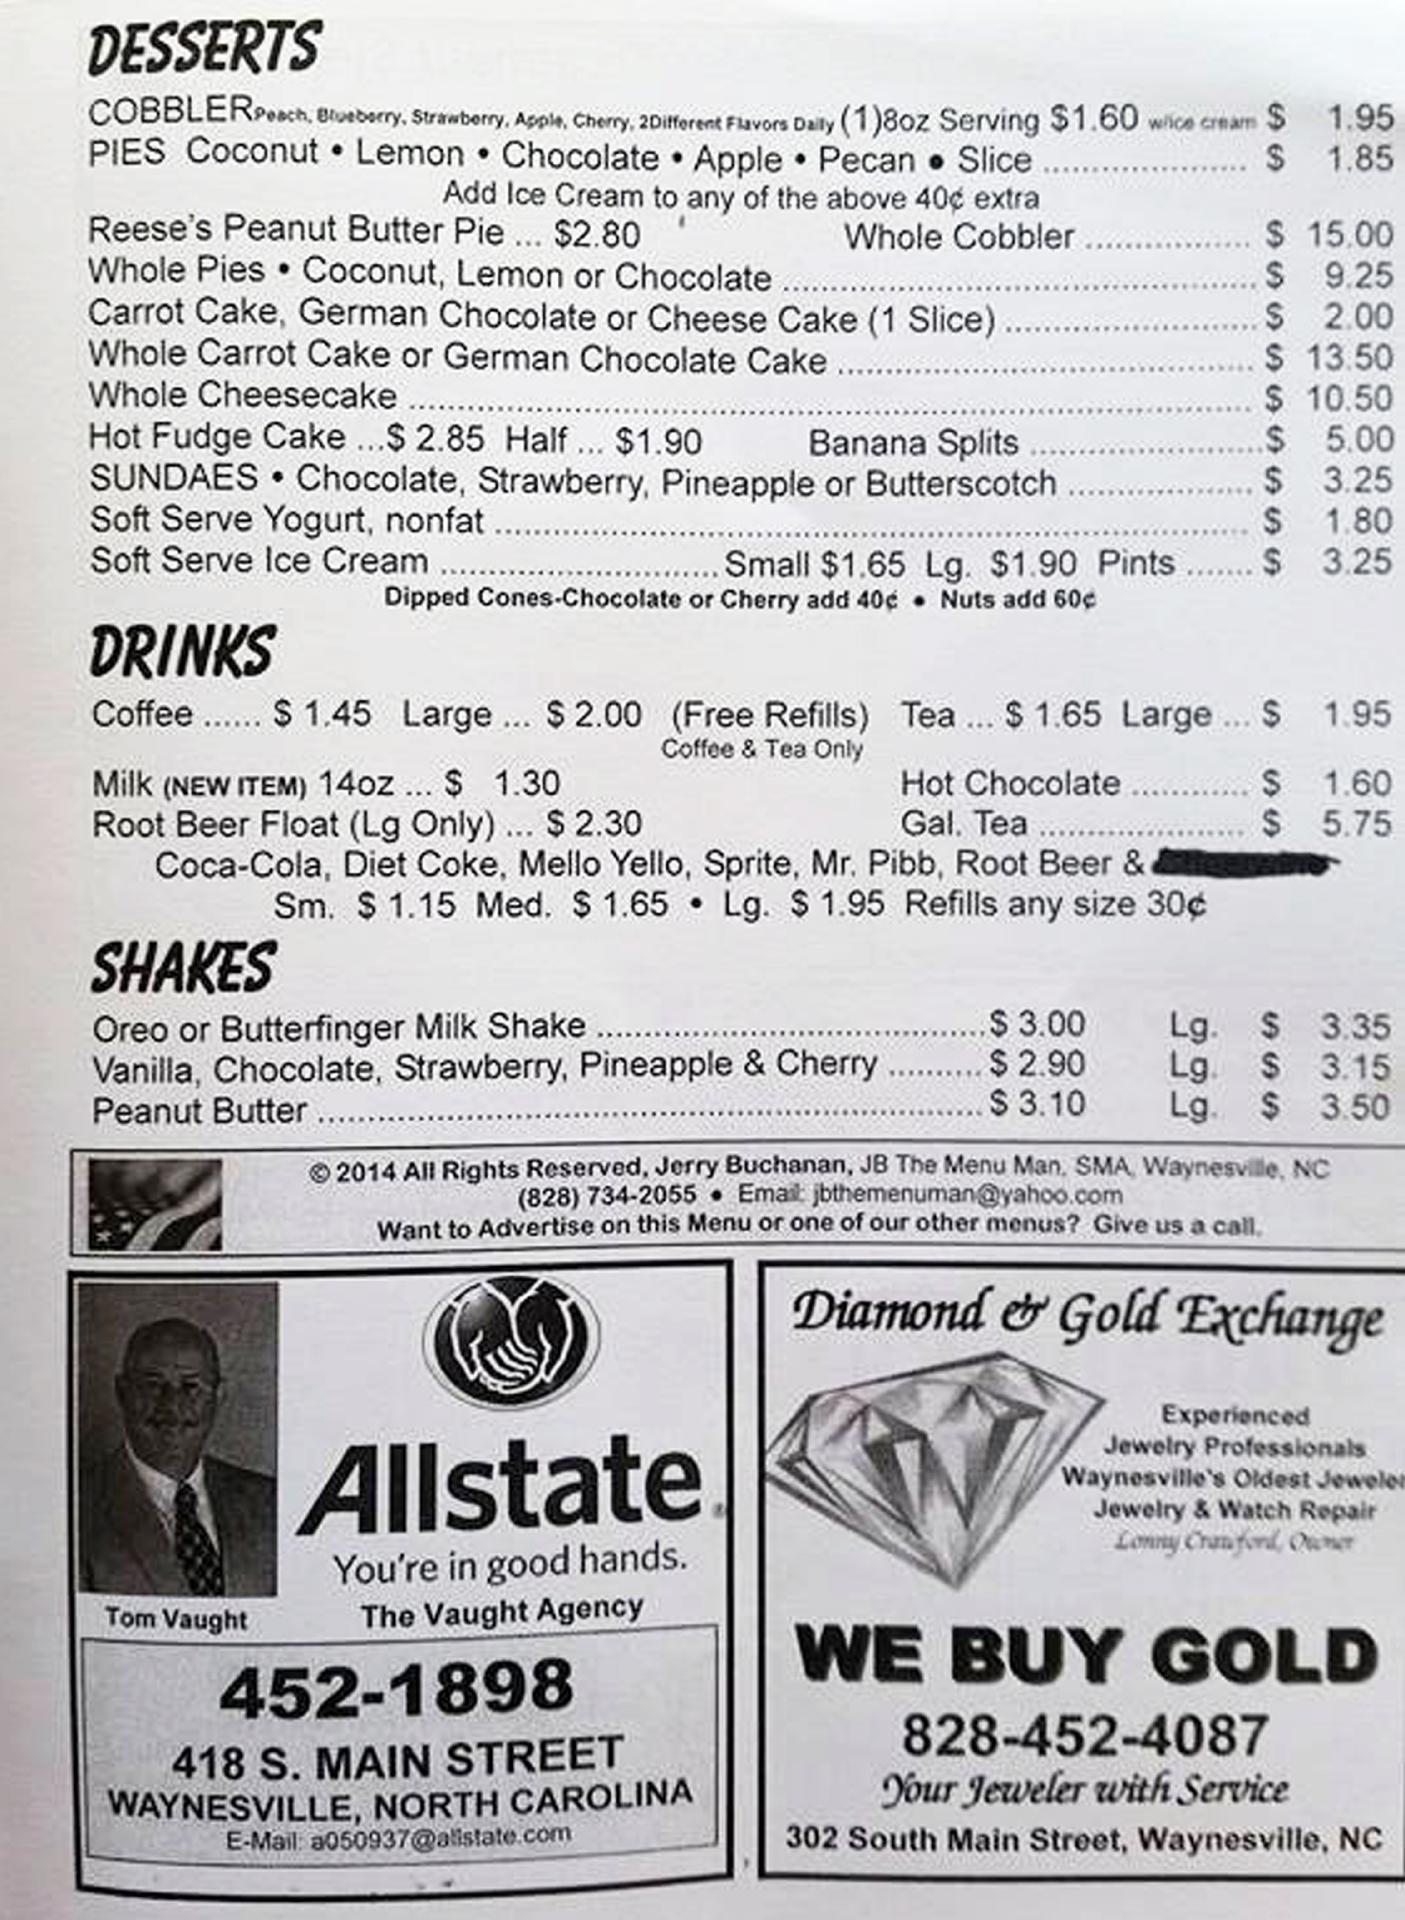 DESSERTS
COBBLER Peach, Blueberry, Strawberry, Apple, Cherry, 2Different Flavors Daily (1)8oz Serving $1.60 w/ice cream $ 1.95
PIES Coconut • Lemon • Chocolate • Apple • Pecan • Slice .................... $ 1.85
Add Ice Cream to any of the above 40¢ extra
Reese's Peanut Butter Pie ... $2.80 Whole Cobbler ................ $ 15.00
Whole Pies • Coconut, Lemon or Chocolate .............................................. $ 9.25
Carrot Cake, German Chocolate or Cheese Cake (1 Slice) ......................... $ 2.00
Whole Carrot Cake or German Chocolate Cake ......................................... $ 13.50
Whole Cheesecake .................................................................................. $ 10.50
Hot Fudge Cake ...$ 2.85 Half ... $1.90 Banana Splits .......................$ 5.00
SUNDAES • Chocolate, Strawberry, Pineapple or Butterscotch .................. $ 3.25
Soft Serve Yogurt, nonfat ......................................................................... $ 1.80
Soft Serve Ice Cream ...........................Small $1.65 Lg. $1.90 Pints ....... $ 3.25
Dipped Cones-Chocolate or Cherry add 40¢ • Nuts add 60¢
DRINKS
Coffee ...... $ 1.45 Large ... $ 2.00 (Free Refills) Tea ... $ 1.65 Large ... $ 1.95
Coffee & Tea Only
Milk (NEW ITEM) 14oz ... $ 1.30 Hot Chocolate ............ $ 1.60
Root Beer Float (Lg Only) ... $ 2.30 Gal. Tea .................... $ 5.75
Coca-Cola, Diet Coke, Mello Yello, Sprite, Mr. Pibb, Root Beer &
Sm. $ 1.15 Med. $ 1.65 • Lg. $ 1.95 Refills any size 30¢
SHAKES
Oreo or Butterfinger Milk Shake ......................................$ 3.00 Lg. $ 3.35
Vanilla, Chocolate, Strawberry, Pineapple & Cherry .......... $ 2.90 Lg. $ 3.15
Peanut Butter .................................................................. $ 3.10 Lg. $ 3.50
© 2014 All Rights Reserved, Jerry Buchanan, JB The Menu Man, SMA, Waynesville, NC
(828) 734-2055 • Email: jbthemenuman@yahoo.com
Want to Advertise on this Menu or one of our other menus? Give us a call.
Allstate®
You're in good hands.
Tom Vaught
The Vaught Agency
452-1898
418 S. MAIN STREET
WAYNESVILLE, NORTH CAROLINA
E-Mail: a050937@allstate.com
Diamond & Gold Exchange
Experienced
Jewelry Professionals
Waynesville's Oldest Jeweler
Jewelry & Watch Repair
Lonny Crawford, Owner
WE BUY GOLD
828-452-4087
Your Jeweler with Service
302 South Main Street, Waynesville, NC